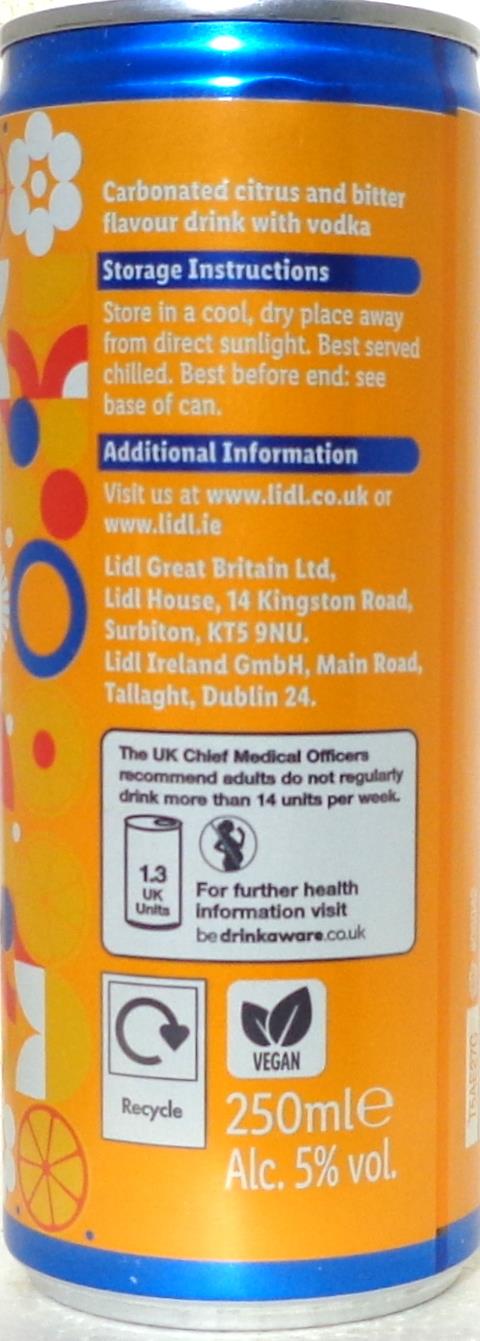 Carbonated citrus and bitter
flavour drink with vodka
Storage Instructions
Store in a cool, dry place away
from direct sunlight. Best served
chilled. Best before end: see
base of can.
Additional Information
Visit us at www.lidl.co.uk or
www.lidl.ie
Lidl Great Britain Ltd,
Lidl House, 14 Kingston Road,
Surbiton, KT5 9NU.
Lidl Ireland GmbH, Main Road,
Tallaght, Dublin 24.
The UK Chief Medical Officers
recommend adults do not regularly
drink more than 14 units per week.
1.3
UK
Units
For further health
information visit
bedrinkaware.co.uk
Recycle
VEGAN
250ml℮
Alc. 5% vol.